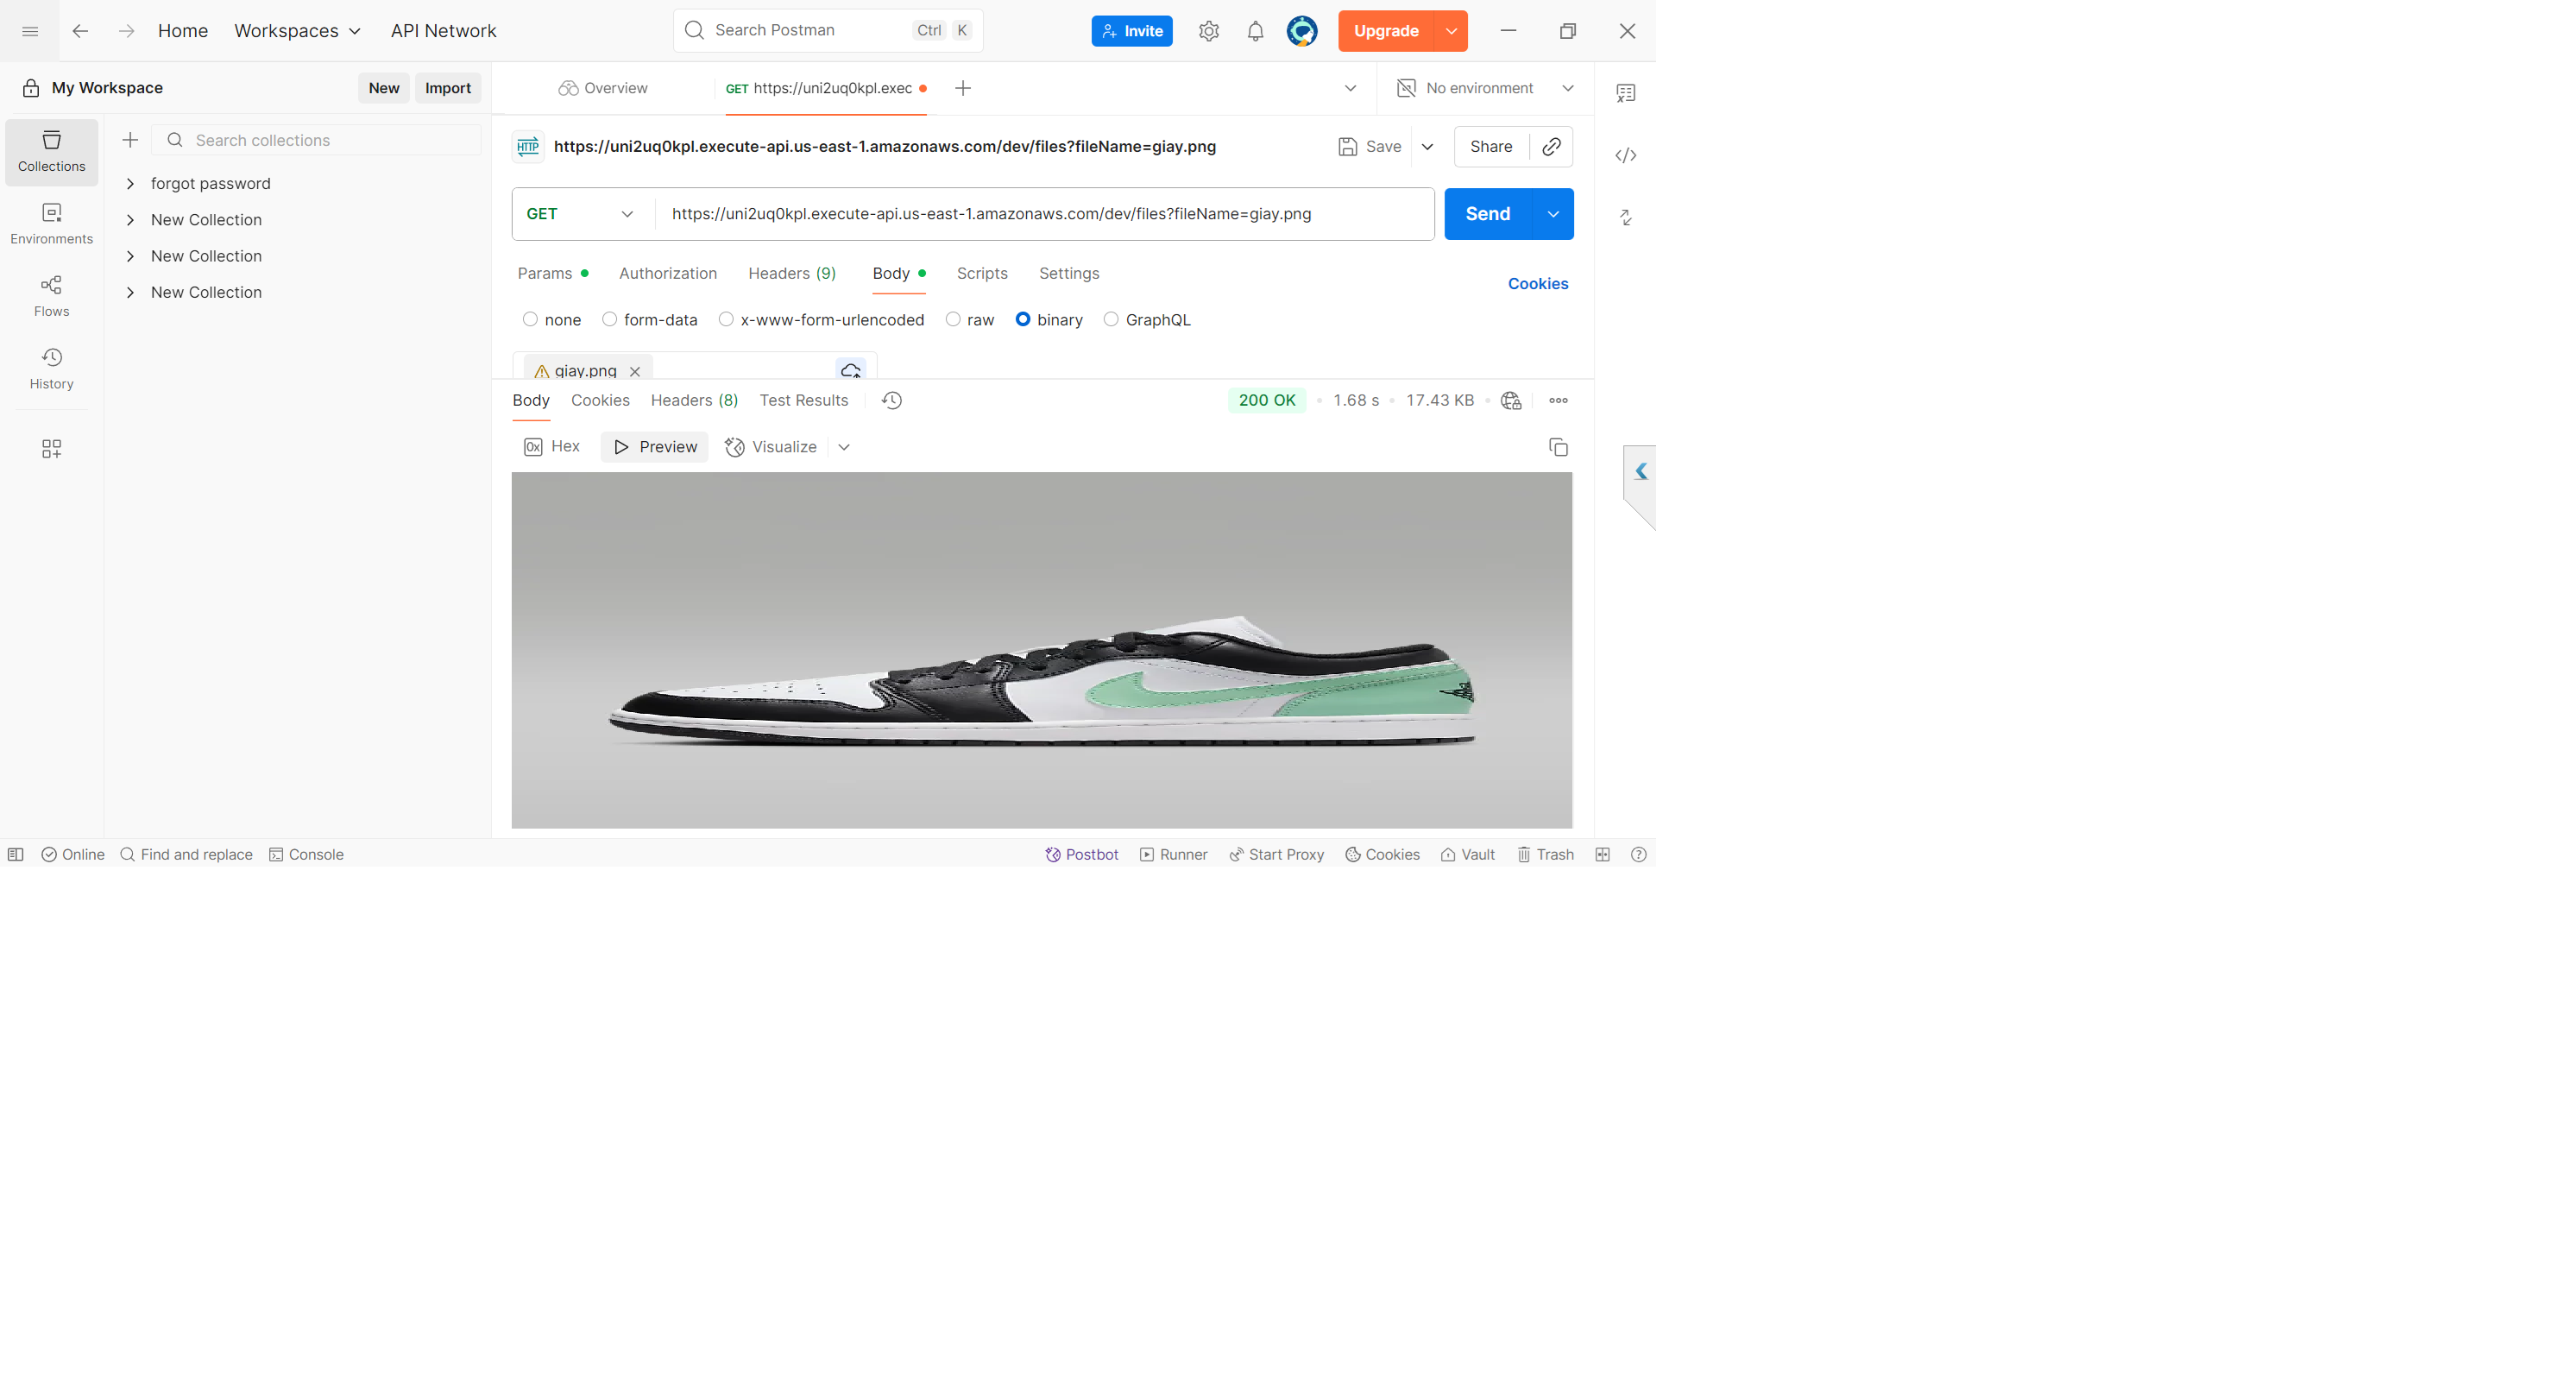 Home Workspaces API Network Search Postman Ctrl K Invite Upgrade
My Workspace New Import Overview GET https://uni2uq0kpl.exec No environment
Collections
Search collections
Environments
Flows
History
forgot password
New Collection
New Collection
New Collection
HTTP https://uni2uq0kpl.execute-api.us-east-1.amazonaws.com/dev/files?fileName=giay.png Save Share
GET https://uni2uq0kpl.execute-api.us-east-1.amazonaws.com/dev/files?fileName=giay.png Send
Params Authorization Headers (9) Body Scripts Settings Cookies
none form-data x-www-form-urlencoded raw binary GraphQL
giay.png
Body Cookies Headers (8) Test Results 200 OK 1.68 s 17.43 KB
0x Hex Preview Visualize
Online Find and replace Console Postbot Runner Start Proxy Cookies Vault Trash